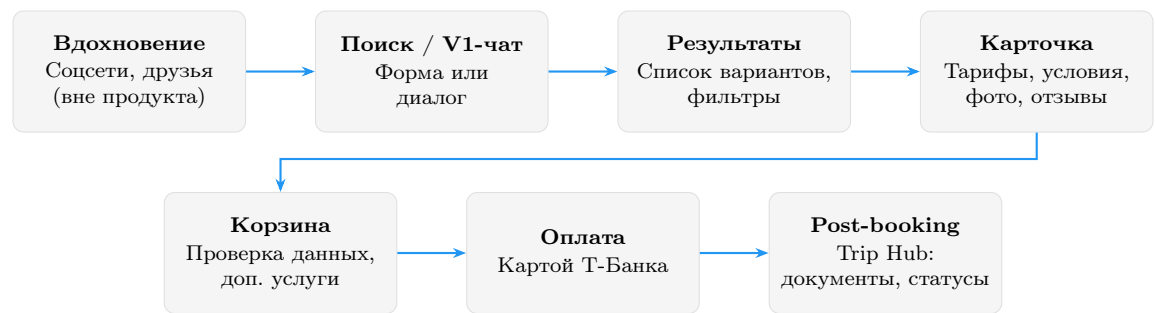 Вдохновение
Соцсети, друзья
(вне продукта)
Поиск / V1-чат
Форма или
диалог
Результаты
Список вариантов,
фильтры
Карточка
Тарифы, условия,
фото, отзывы
Корзина
Проверка данных,
доп. услуги
Оплата
Картой Т-Банка
Post-booking
Trip Hub:
документы, статусы